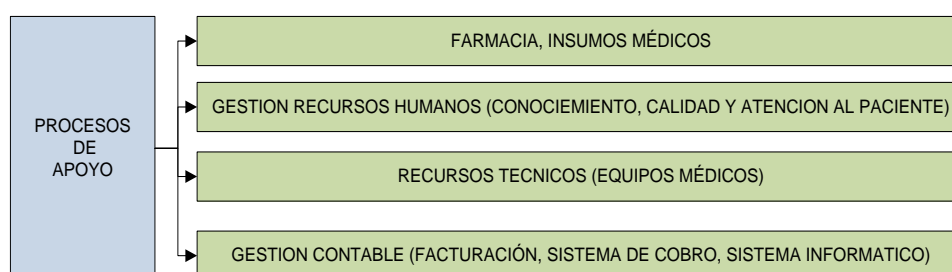 PROCESOS
DE
APOYO
FARMACIA, INSUMOS MÉDICOS
GESTION RECURSOS HUMANOS (CONOCIEMIENTO, CALIDAD Y ATENCION AL PACIENTE)
RECURSOS TECNICOS (EQUIPOS MÉDICOS)
GESTION CONTABLE (FACTURACIÓN, SISTEMA DE COBRO, SISTEMA INFORMATICO)